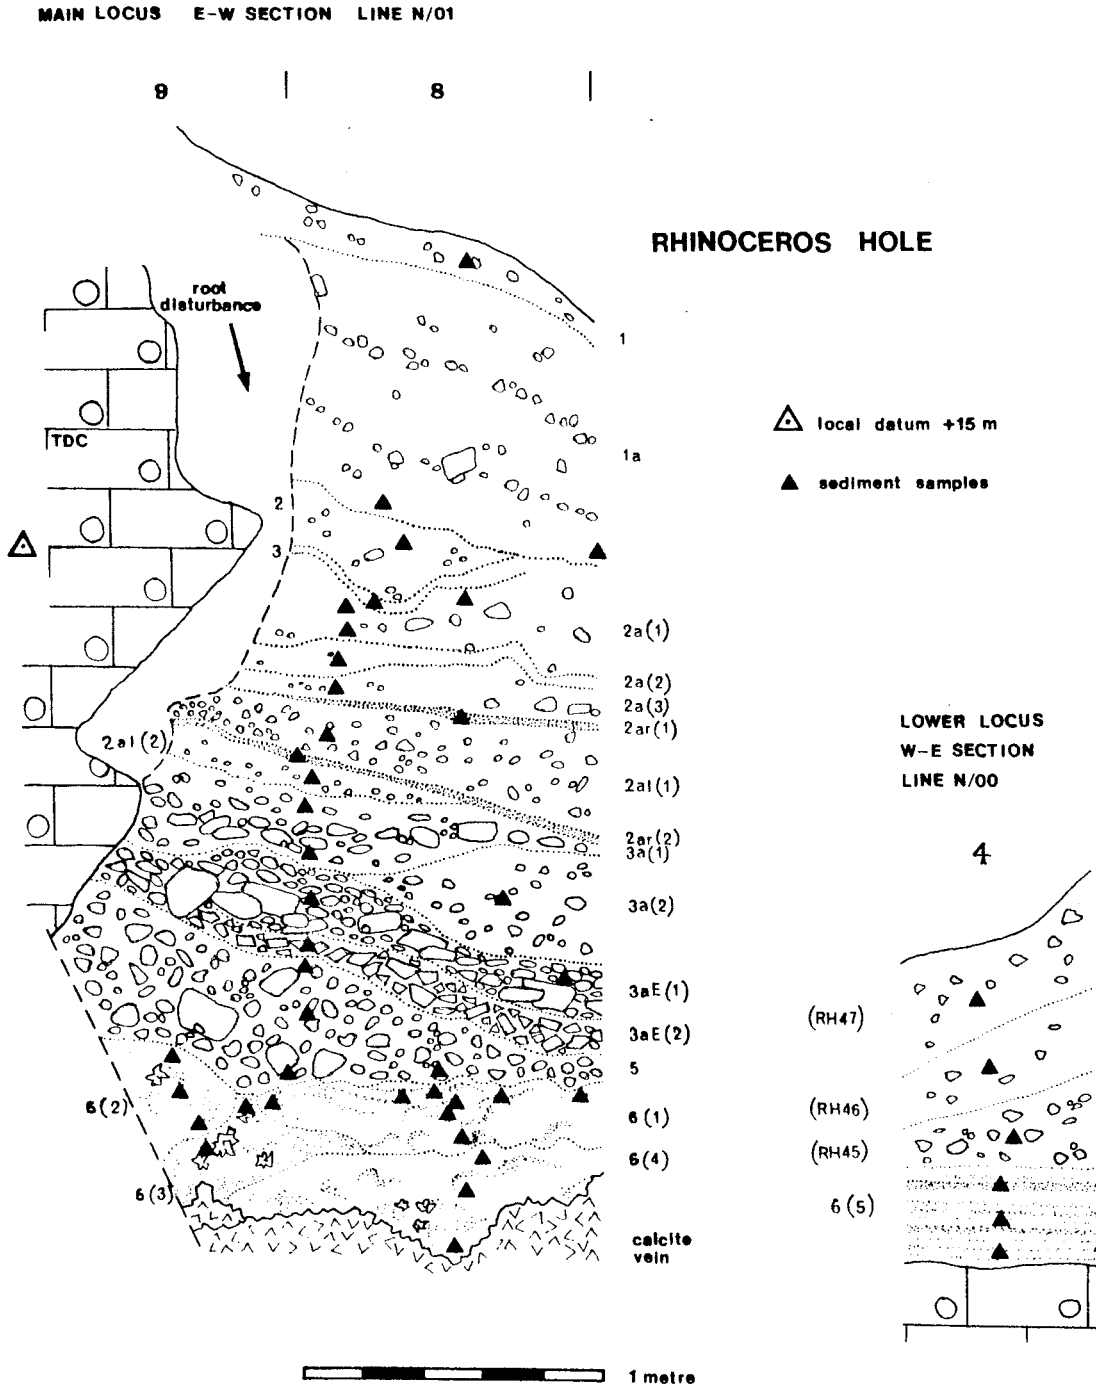 MAIN LOCUS E-W SECTION LINE N/01
9 8
RHINOCEROS HOLE
root
disturbance
1
TDC
local datum +15 m
1a
sediment samples
2
3
2a(1)
2a(2)
2a(3)
2ar(1)
2al(2)
2al(1)
2ar(2)
3a(1)
3a(2)
3aE(1)
3aE(2)
5
6(2)
6(1)
6(4)
6(3)
calcite
vein
LOWER LOCUS
W-E SECTION
LINE N/00
4
(RH47)
(RH46)
(RH45)
6(5)
1 metre